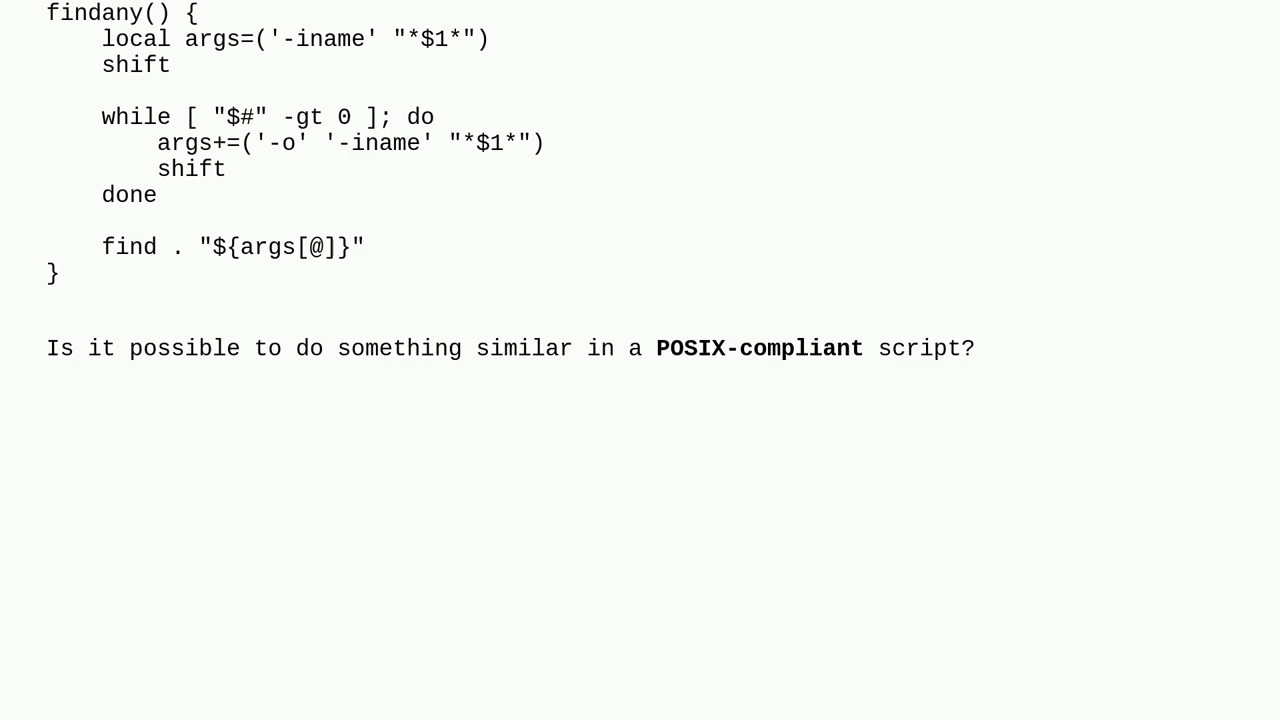 findany() {
    local args=('-iname' "*$1*")
    shift

    while [ "$#" -gt 0 ]; do
        args+=('-o' '-iname' "*$1*")
        shift
    done

    find . "${args[@]}"
}

Is it possible to do something similar in a POSIX-compliant script?